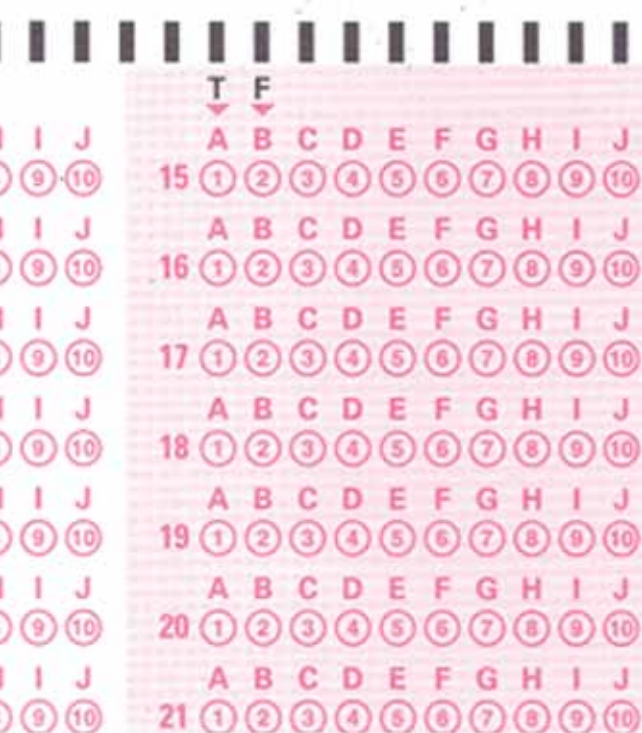 T F
I J A B C D E F G H I J
9 10 15 1 2 3 4 5 6 7 8 9 10
I J A B C D E F G H I J
9 10 16 1 2 3 4 5 6 7 8 9 10
I J A B C D E F G H I J
9 10 17 1 2 3 4 5 6 7 8 9 10
I J A B C D E F G H I J
9 10 18 1 2 3 4 5 6 7 8 9 10
I J A B C D E F G H I J
9 10 19 1 2 3 4 5 6 7 8 9 10
I J A B C D E F G H I J
9 10 20 1 2 3 4 5 6 7 8 9 10
I J A B C D E F G H I J
9 10 21 1 2 3 4 5 6 7 8 9 10